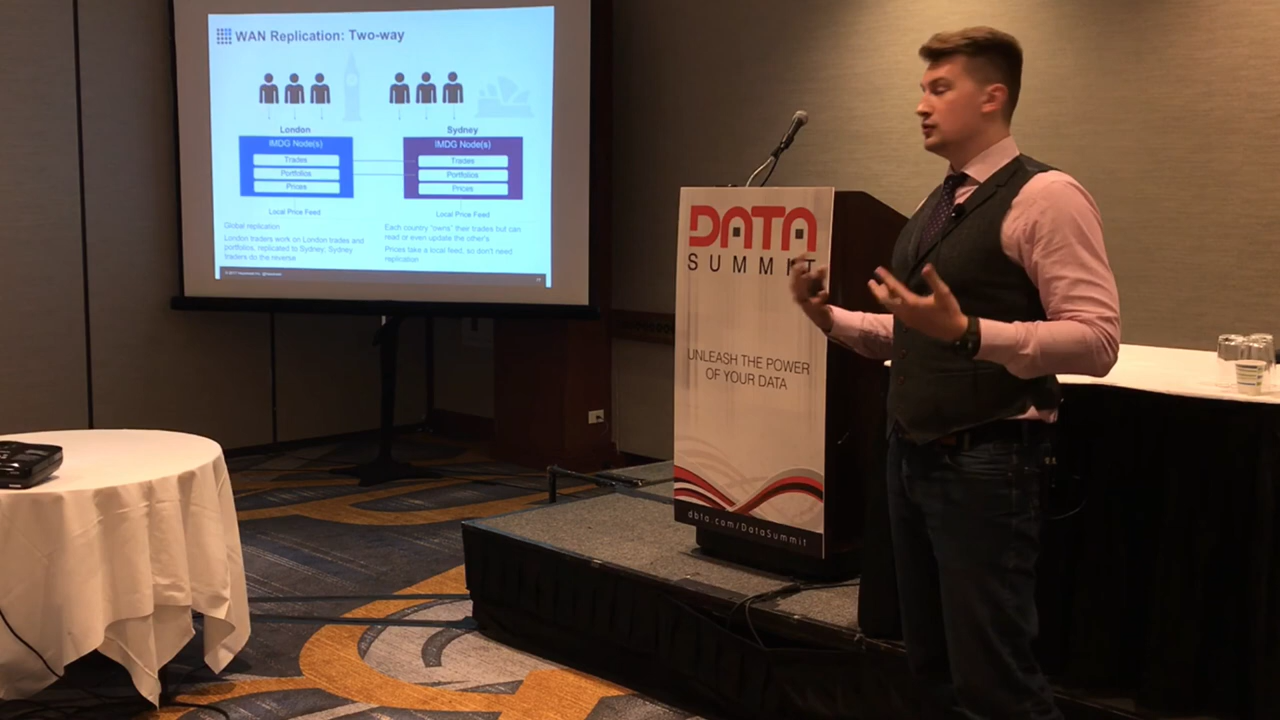 WAN Replication: Two-way
London
IMDG Node(s)
Trades
Portfolios
Prices
Local Price Feed
Sydney
IMDG Node(s)
Trades
Portfolios
Prices
Local Price Feed
Global replication
London traders work on London trades and
portfolios, replicated to Sydney, Sydney
traders do the reverse
Each country "owns" their trades but can
read or even update the other's
Prices take a local feed, so don't need
replication
DATA
SUMMIT
UNLEASH THE POWER
OF YOUR DATA
dbta.com/DataSummit